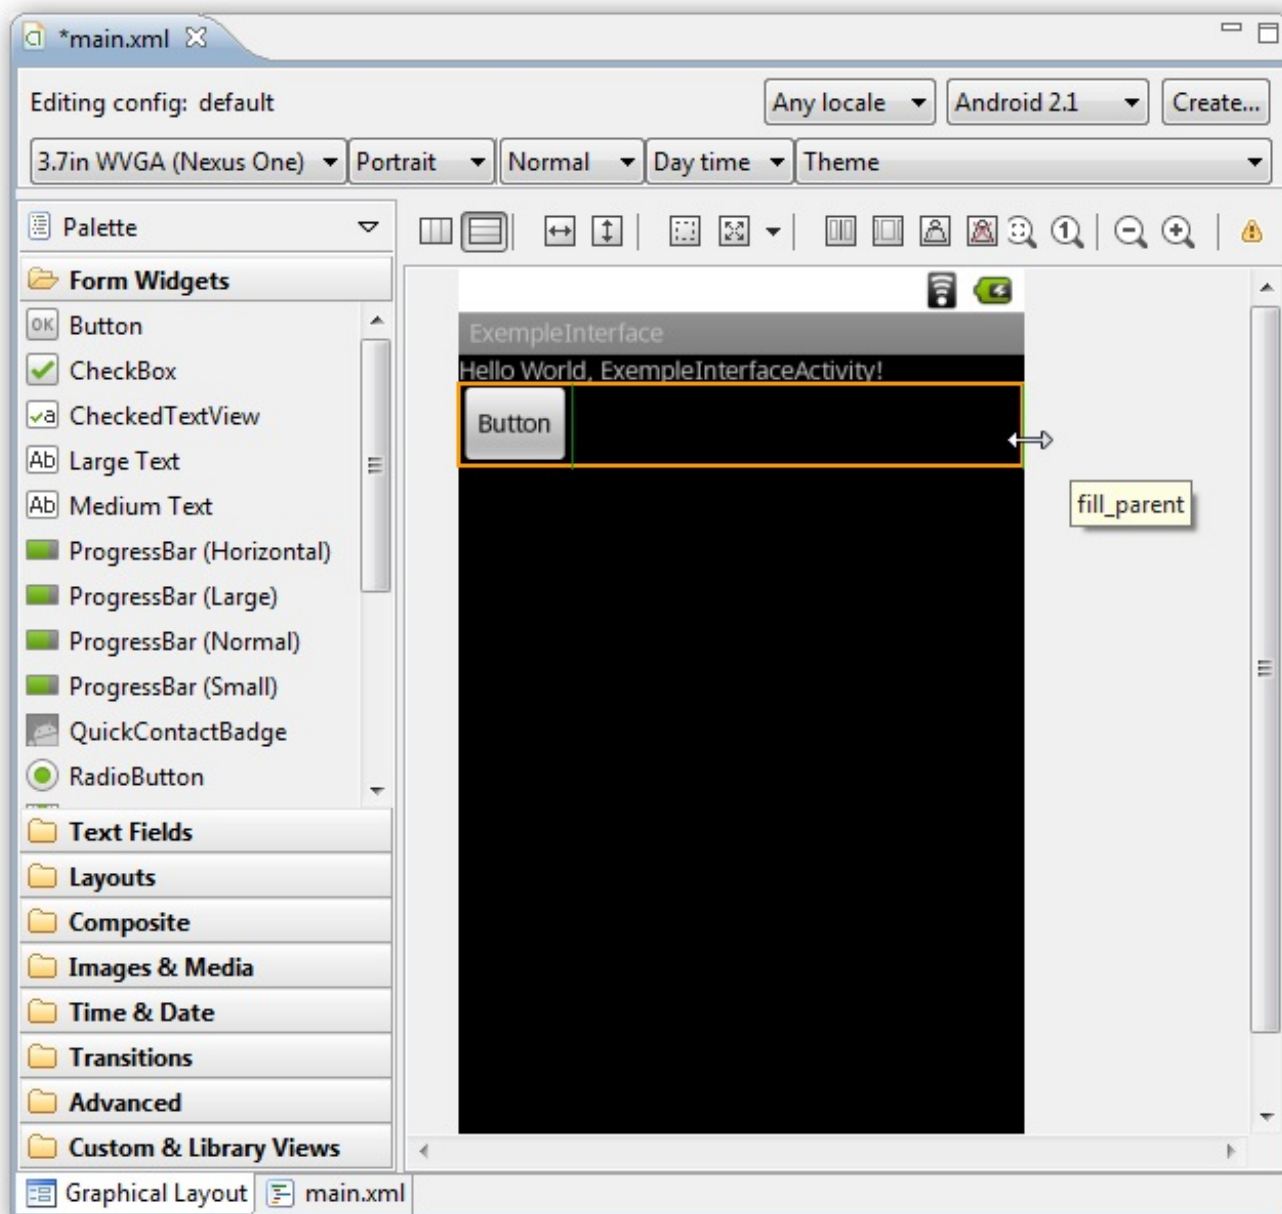 *main.xml
Editing config: default
Any locale
Android 2.1
Create...
3.7in WVGA (Nexus One)
Portrait
Normal
Day time
Theme
Palette
Form Widgets
OK Button
CheckBox
a CheckedTextView
Ab Large Text
Ab Medium Text
ProgressBar (Horizontal)
ProgressBar (Large)
ProgressBar (Normal)
ProgressBar (Small)
QuickContactBadge
RadioButton
Text Fields
Layouts
Composite
Images & Media
Time & Date
Transitions
Advanced
Custom & Library Views
1
ExempleInterface
Hello World, ExempleInterfaceActivity!
Button
fill_parent
Graphical Layout
main.xml